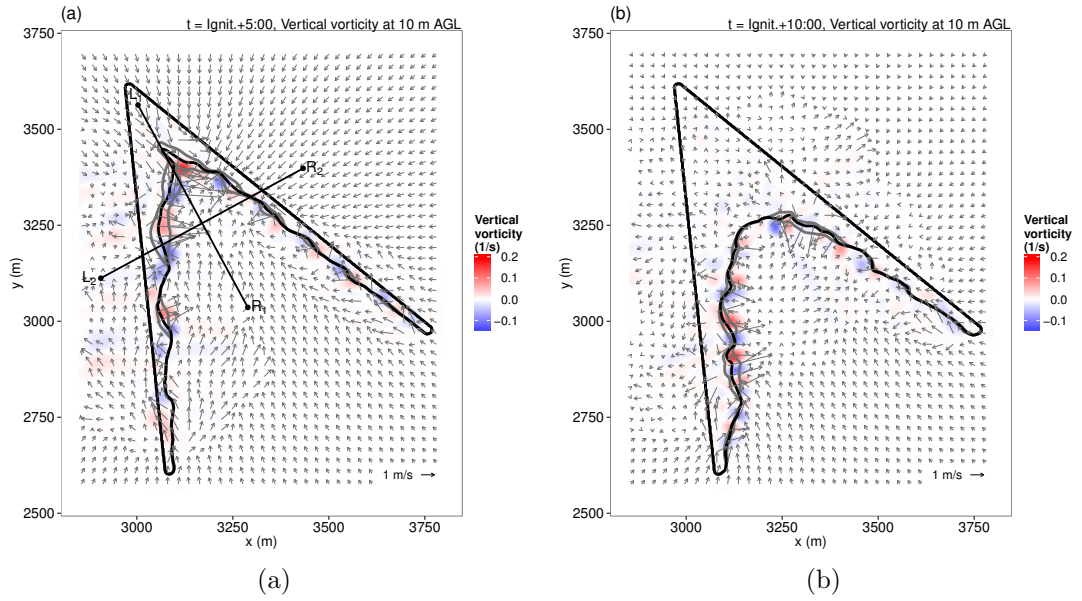 (a)
t = Ignit.+5:00, Vertical vorticity at 10 m AGL
3750
3500
3250
3000
2750
2500
y (m)
L₁
R₂
L₂
R₁
1 m/s
3000 3250 3500 3750
x (m)
Vertical
vorticity
(1/s)
0.2
0.1
0.0
−0.1
(a)
(b)
t = Ignit.+10:00, Vertical vorticity at 10 m AGL
3750
3500
3250
3000
2750
2500
y (m)
1 m/s
3000 3250 3500 3750
x (m)
Vertical
vorticity
(1/s)
0.2
0.1
0.0
−0.1
(b)